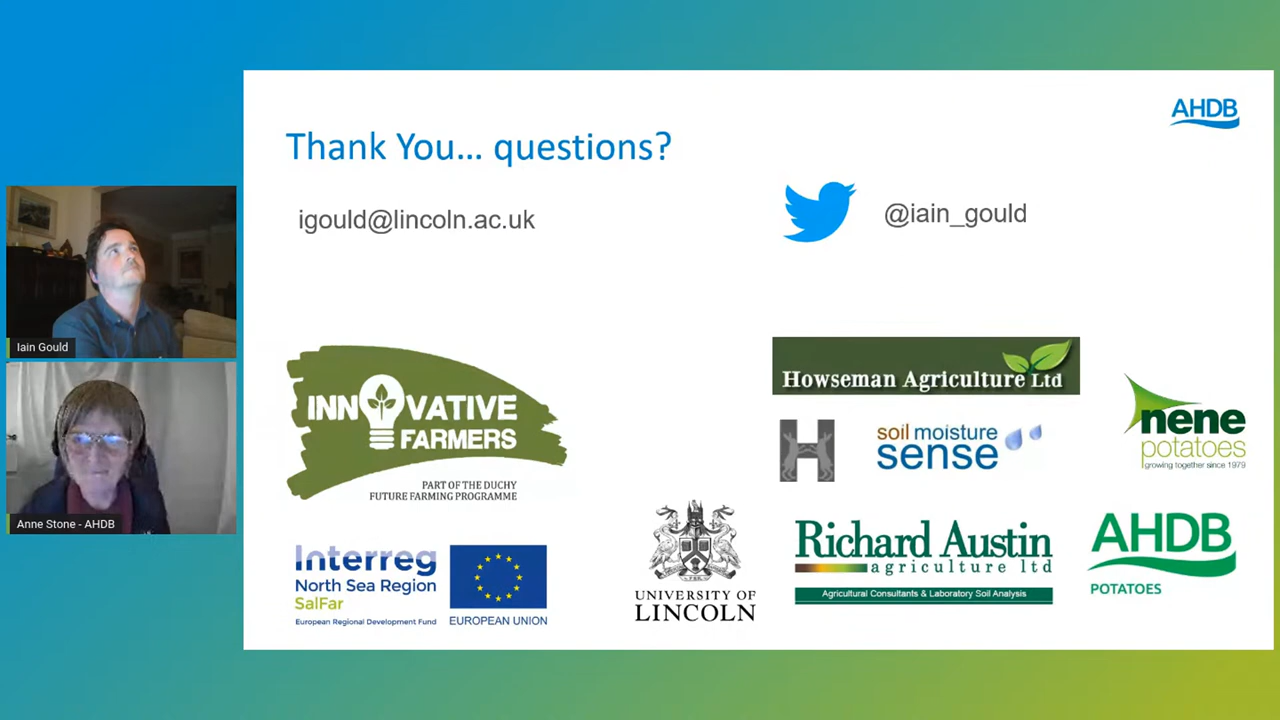 AHDB
Thank You... questions?
igould@lincoln.ac.uk
@iain_gould
Iain Gould
Anne Stone - AHDB
INNOVATIVE
FARMERS
PART OF THE DUCHY
FUTURE FARMING PROGRAMME
Howseman Agriculture Ltd
H
soil moisture
sense
nene
potatoes
growing together since 1979
Interreg
North Sea Region
SalFar
European Regional Development Fund
EUROPEAN UNION
UNIVERSITY OF
LINCOLN
Richard Austin
agriculture ltd
Agricultural Consultants & Laboratory Soil Analysis
AHDB
POTATOES